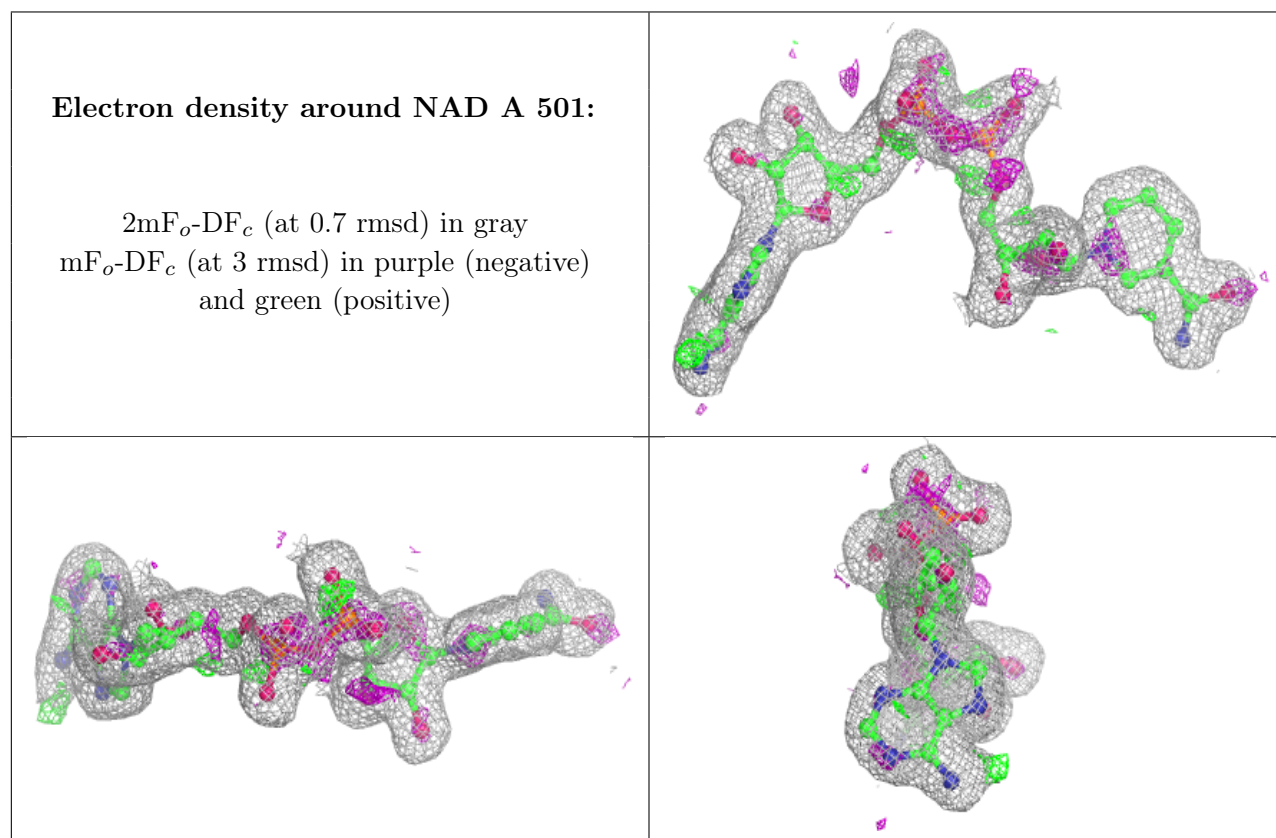 Electron density around NAD A 501:
2mFo-DFc (at 0.7 rmsd) in gray
mFo-DFc (at 3 rmsd) in purple (negative)
and green (positive)